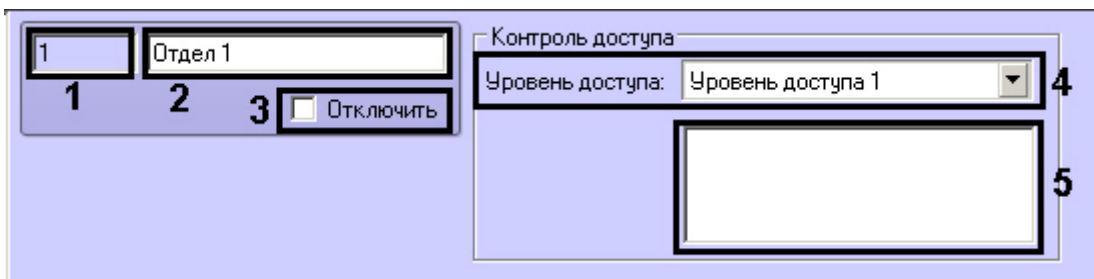 1 Отдел 1
1 2
3 Отключить
Контроль доступа
Уровень доступа: Уровень доступа 1 4
5